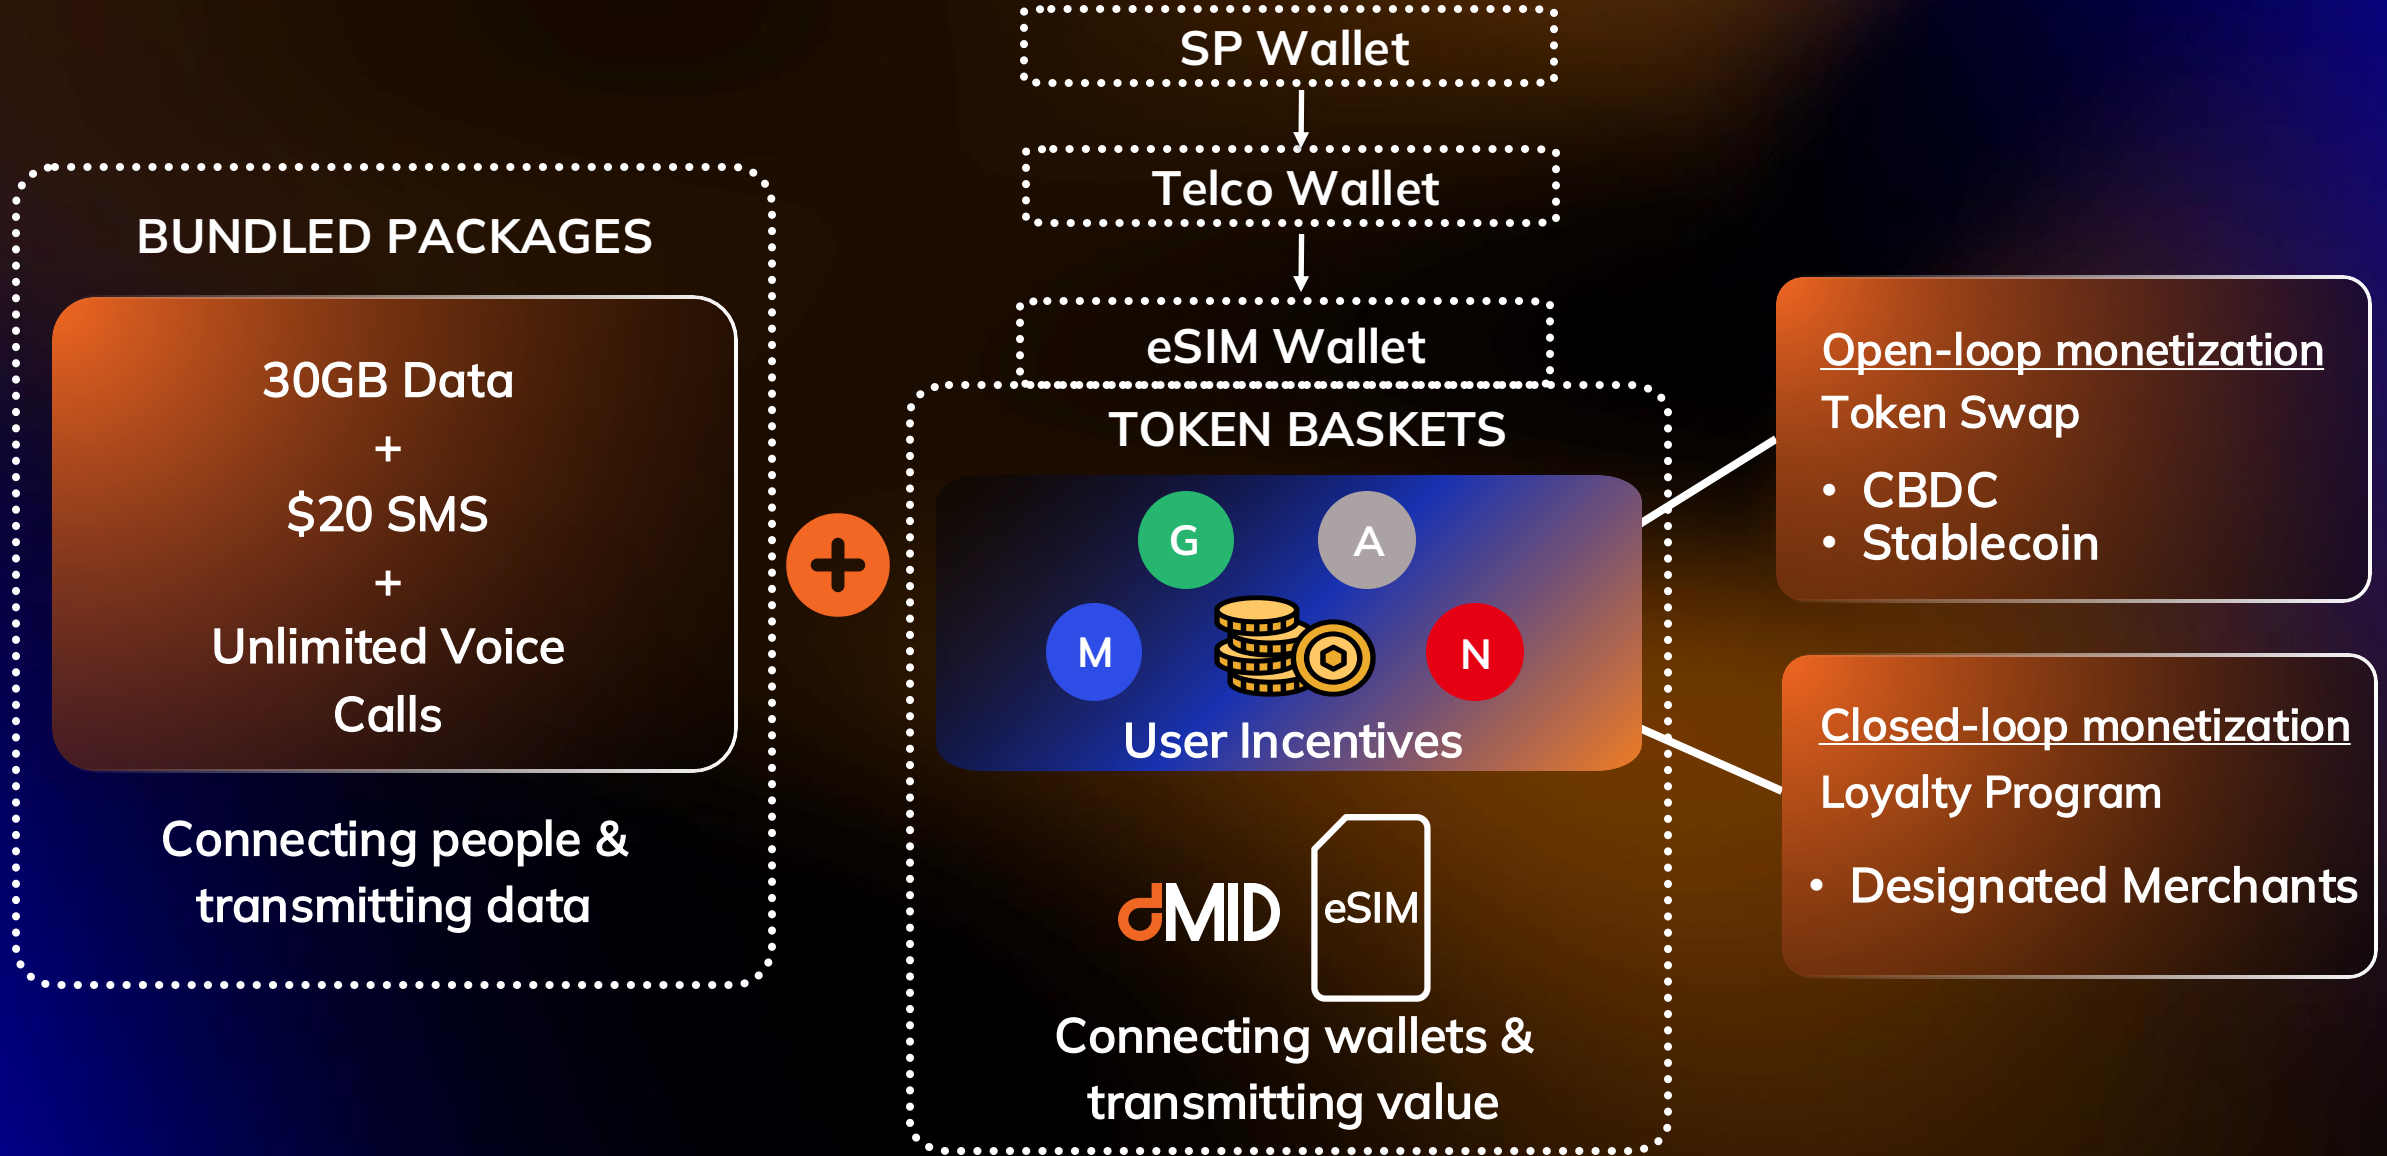 SP Wallet
Telco Wallet
eSIM Wallet
BUNDLED PACKAGES
30GB Data
+
$20 SMS
+
Unlimited Voice
Calls
Connecting people &
transmitting data
+
TOKEN BASKETS
G
A
M
N
User Incentives
dMID
eSIM
Connecting wallets &
transmitting value
Open-loop monetization
Token Swap
• CBDC
• Stablecoin
Closed-loop monetization
Loyalty Program
• Designated Merchants